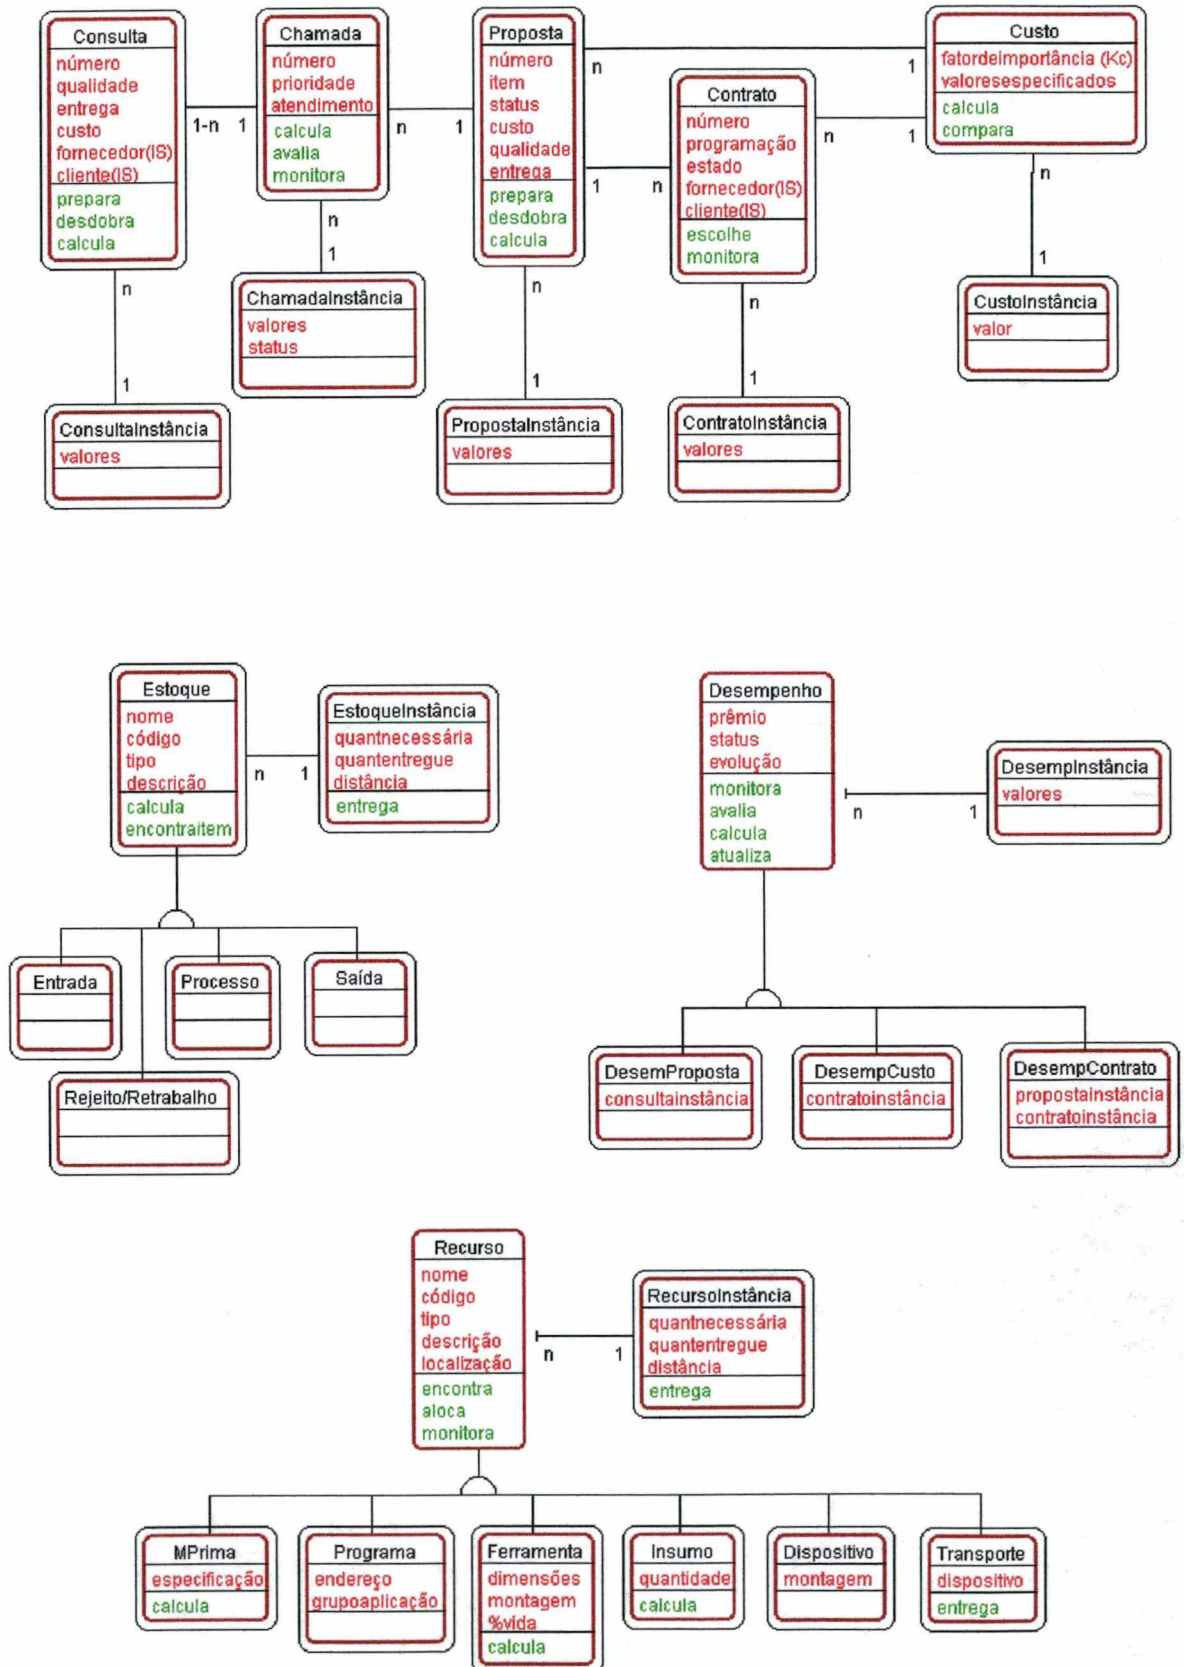 Consulta
número
qualidade
entrega
custo
fornecedor(IS)
cliente(IS)
prepara
desdobra
calcula
1-n
1
Chamada
número
prioridade
atendimento
calcula
avalia
monitora
n
1
Proposta
número
item
status
custo
qualidade
entrega
prepara
desdobra
calcula
n
1
1
n
Contrato
número
programação
estado
fornecedor(IS)
cliente(IS)
escolhe
monitora
n
1
Custo
fatordeimportância (Kc)
valoresespecificados
calcula
compara
n
1
ConsultaInstância
valores
n
1
ChamadaInstância
valores
status
n
1
PropostaInstância
valores
n
1
ContratoInstância
valores
n
1
CustoInstância
valor
Estoque
nome
código
tipo
descrição
calcula
encontraitem
n
1
EstoqueInstância
quantnecessária
quantentregue
distância
entrega
Entrada
Processo
Saída
Rejeito/Retrabalho
Desempenho
prêmio
status
evolução
monitora
avalia
calcula
atualiza
n
1
DesempInstância
valores
DesemProposta
consultainstância
DesempCusto
contratoinstância
DesempContrato
propostainstância
contratoinstância
Recurso
nome
código
tipo
descrição
localização
encontra
aloca
monitora
n
1
RecursoInstância
quantnecessária
quantentregue
distância
entrega
MPrima
especificação
calcula
Programa
endereço
grupoaplicação
Ferramenta
dimensões
montagem
%vida
calcula
Insumo
quantidade
calcula
Dispositivo
montagem
Transporte
dispositivo
entrega